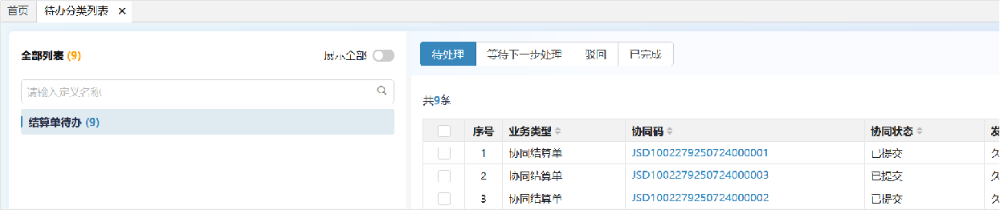 首页 待办分类列表 ×
全部列表 (9) 展示全部
请输入定义名称
结算单待办 (9)
待处理 等待下一步处理 驳回 已完成
共9条
序号 业务类型 协同码 协同状态
1 协同结算单 JSD1002279250724000001 已提交
2 协同结算单 JSD1002279250724000003 已提交
3 协同结算单 JSD1002279250724000002 已提交